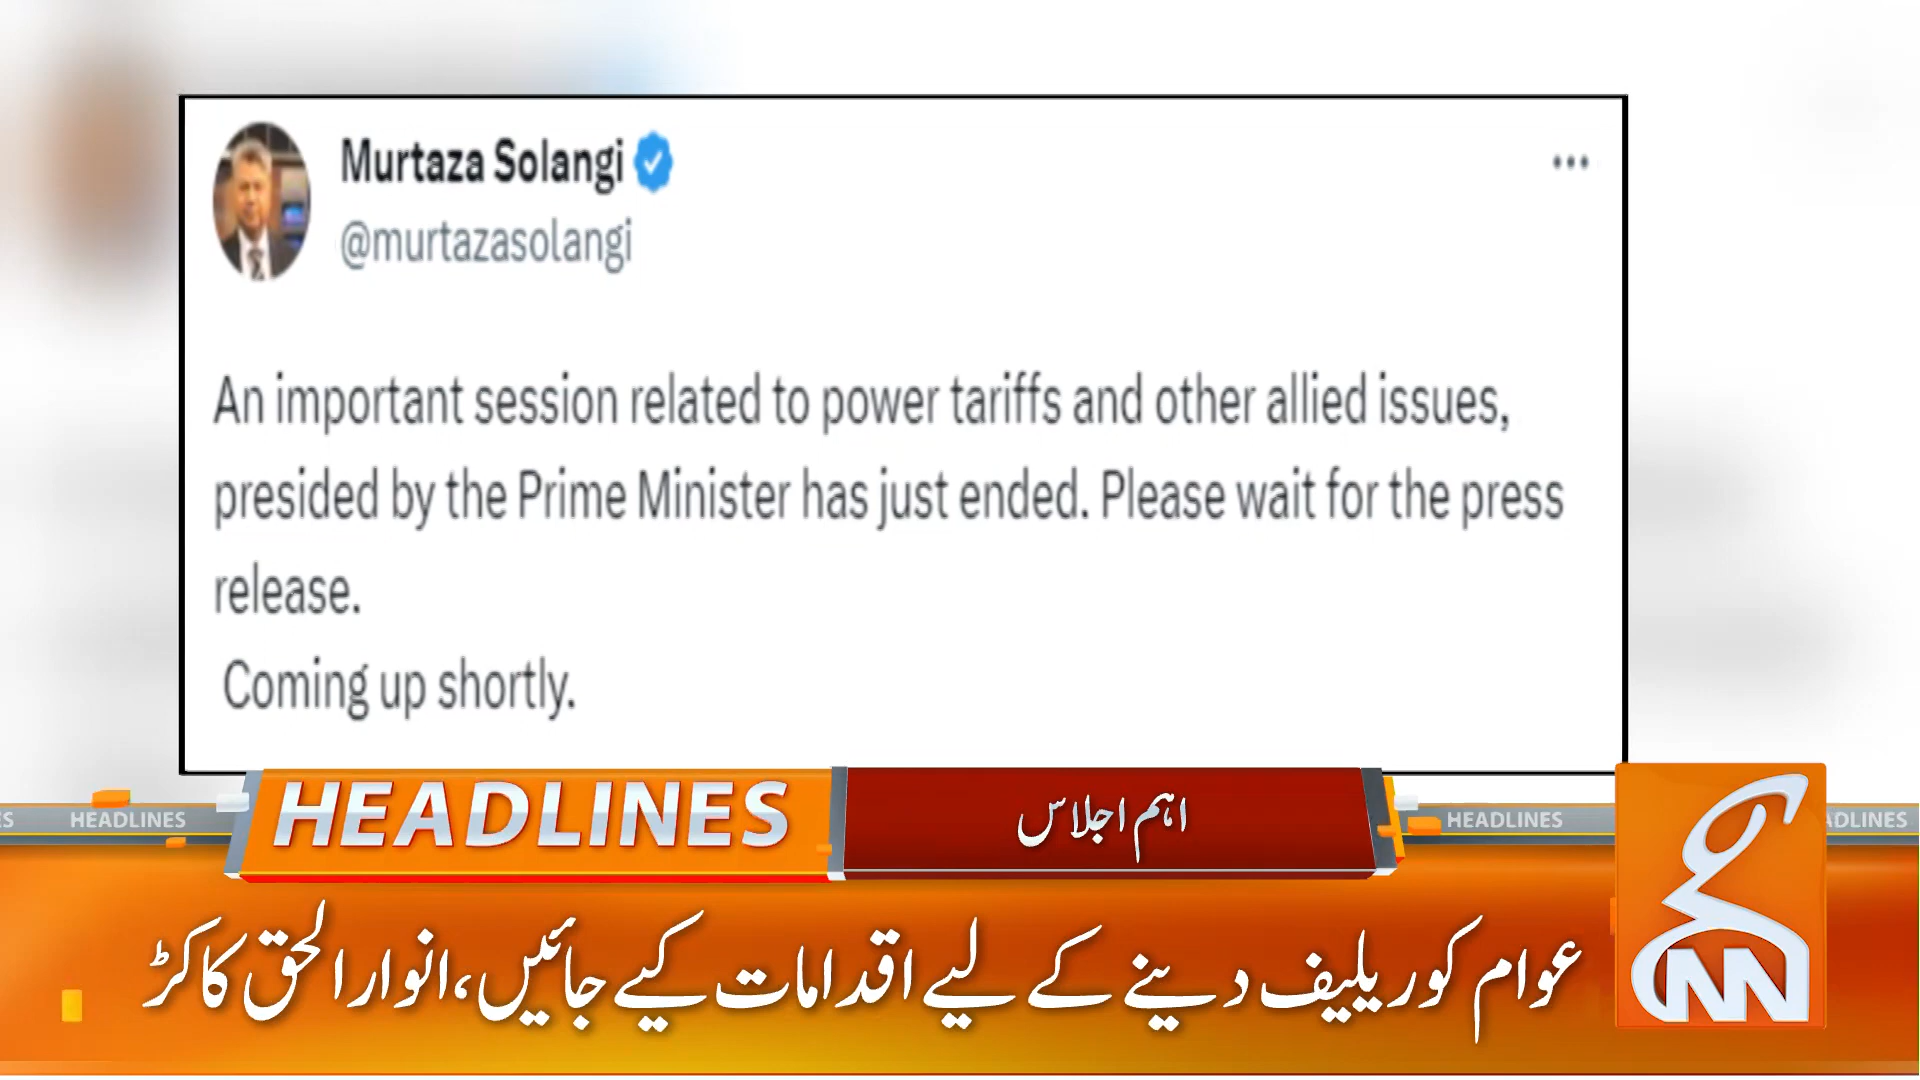 Murtaza Solangi
@murtazasolangi
An important session related to power tariffs and other allied issues,
presided by the Prime Minister has just ended. Please wait for the press
release.
Coming up shortly.
HEADLINES
اہم اجلاس
ES HEADLINES
HEADLINES
ADLINES
عوام کو ریلیف دینے کے لیے اقدامات کیے جائیں، انوار الحق کاکڑ
GNN